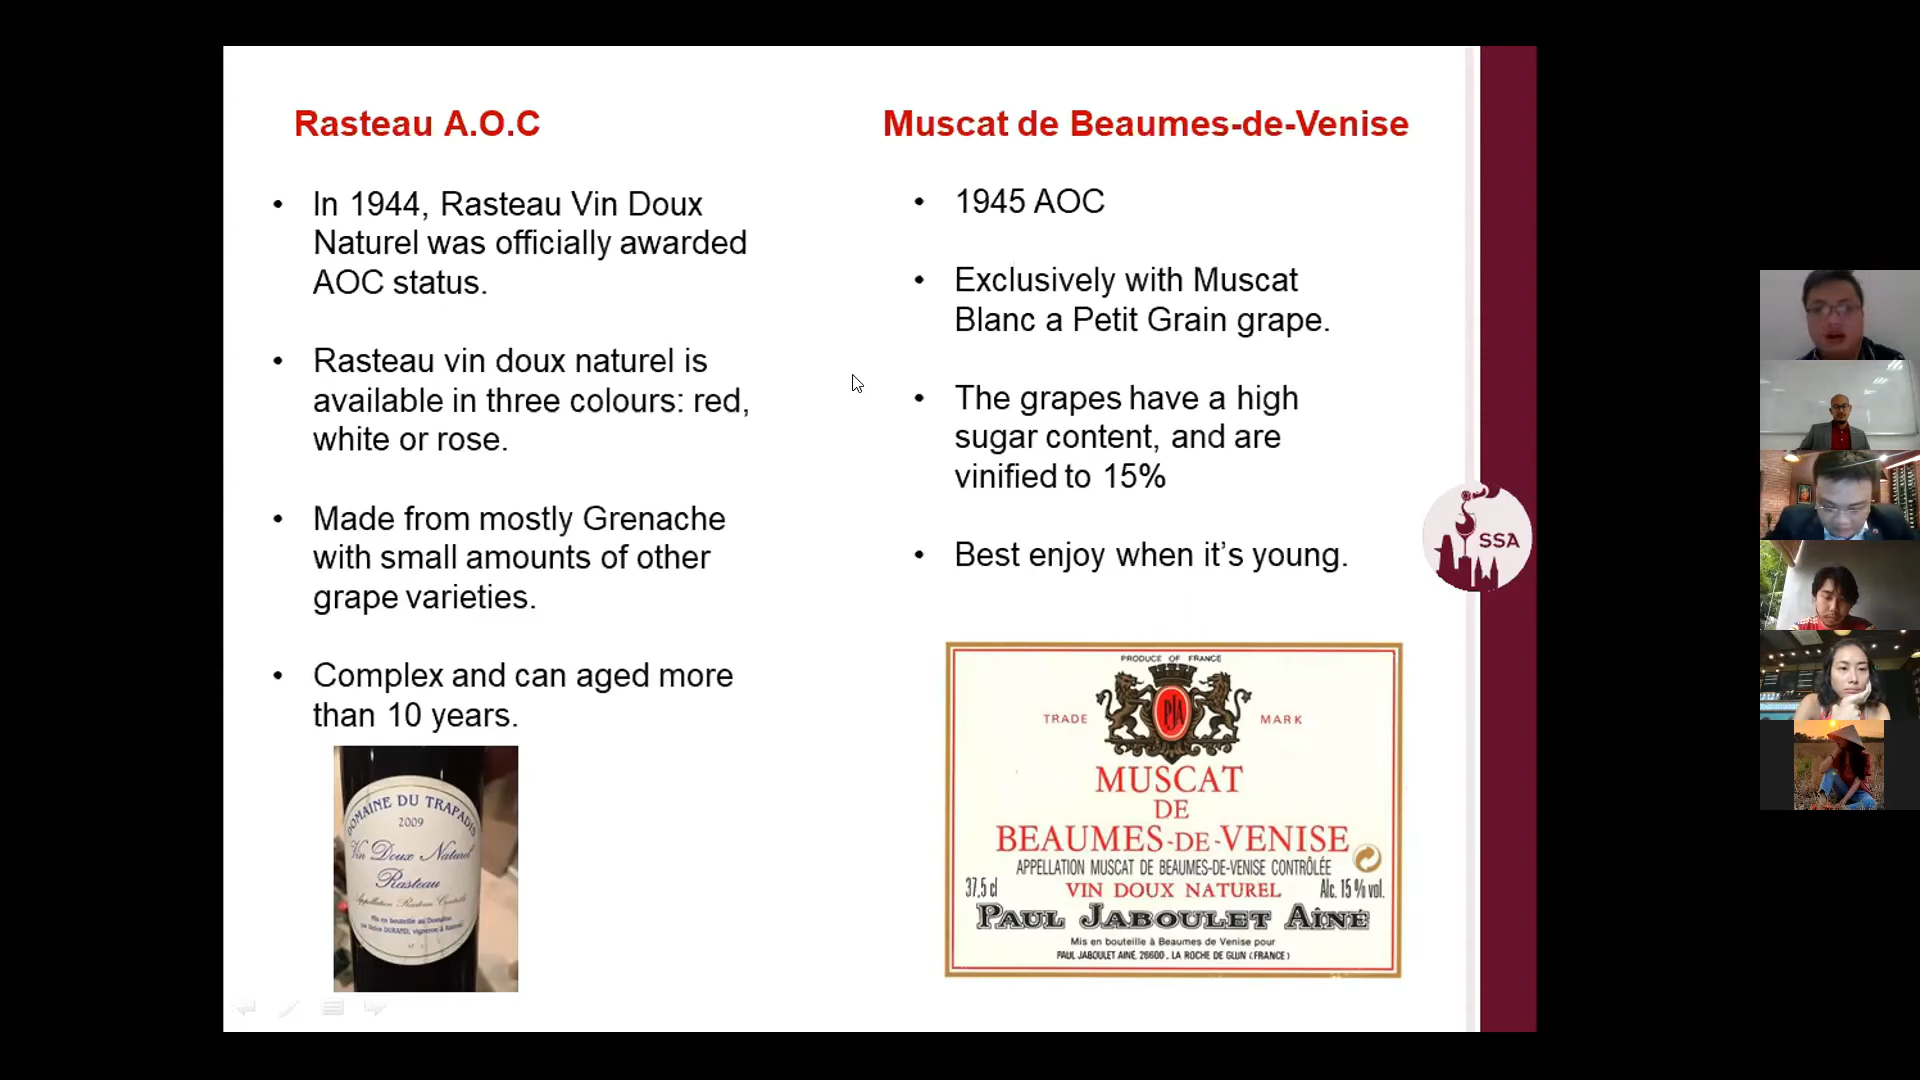 Rasteau A.O.C
• In 1944, Rasteau Vin Doux
Naturel was officially awarded
AOC status.
• Rasteau vin doux naturel is
available in three colours: red,
white or rose.
• Made from mostly Grenache
with small amounts of other
grape varieties.
• Complex and can aged more
than 10 years.
DOMAINE DU TRAPADIS
2009
Vin Doux Naturel
Rasteau
Appellation Rasteau Contrôlée
Mis en bouteille au Domaine
par Helen DURAND, vigneron à Rasteau
Muscat de Beaumes-de-Venise
• 1945 AOC
• Exclusively with Muscat
Blanc a Petit Grain grape.
• The grapes have a high
sugar content, and are
vinified to 15%
• Best enjoy when it's young.
PRODUCE OF FRANCE
TRADE MARK
PJA
MUSCAT
DE
BEAUMES-DE-VENISE
APPELLATION MUSCAT DE BEAUMES-DE-VENISE CONTRÔLÉE
37,5 cl VIN DOUX NATUREL Alc. 15 % vol.
PAUL JABOULET AÎNÉ
Mis en bouteille à Beaumes de Venise pour
PAUL JABOULET AINÉ, 26600 . LA ROCHE DE GLUN (FRANCE)
SSA